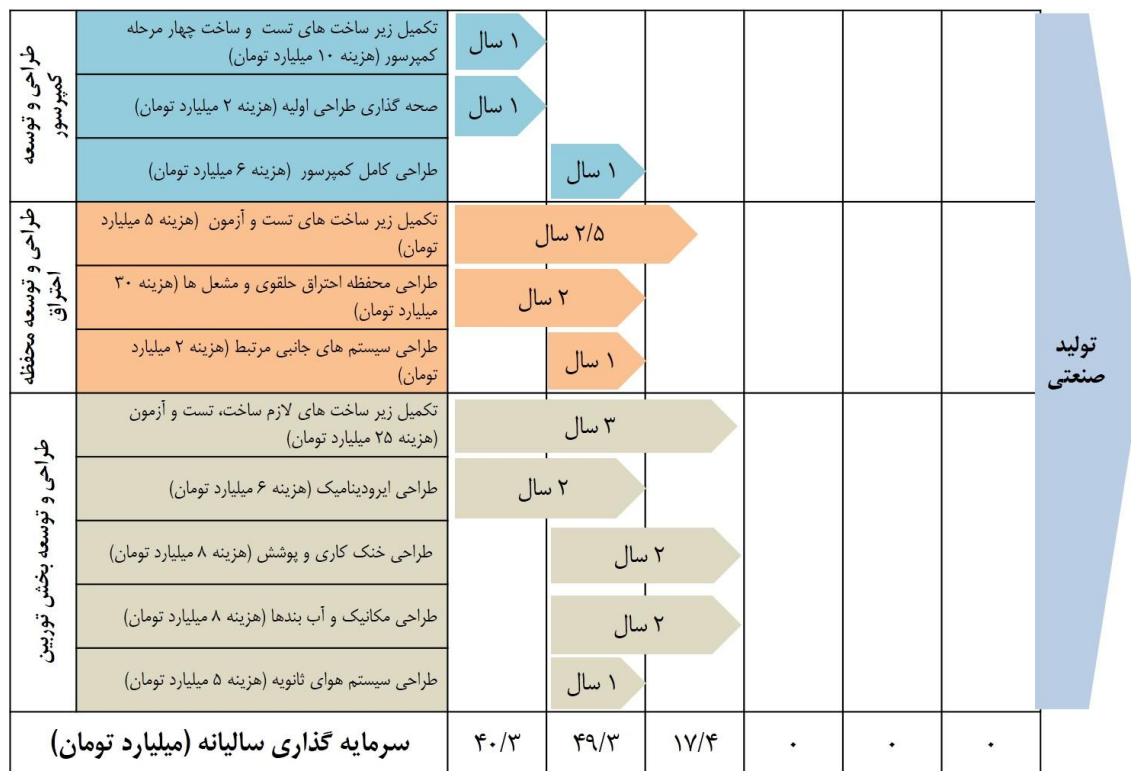 طراحی و توسعه
کمپرسور
تکمیل زیر ساخت های تست و ساخت چهار مرحله
کمپرسور (هزینه ۱۰ میلیارد تومان)
۱ سال
صحه گذاری طراحی اولیه (هزینه ۲ میلیارد تومان)
۱ سال
طراحی کامل کمپرسور (هزینه ۶ میلیارد تومان)
۱ سال
طراحی و توسعه محفظه
احتراق
تکمیل زیر ساخت های تست و آزمون (هزینه ۵ میلیارد
تومان)
۲/۵ سال
طراحی محفظه احتراق حلقوی و مشعل ها (هزینه ۳۰
میلیارد تومان)
۲ سال
طراحی سیستم های جانبی مرتبط (هزینه ۲ میلیارد
تومان)
۱ سال
طراحی و توسعه بخش توربین
تکمیل زیر ساخت های لازم ساخت، تست و آزمون
(هزینه ۲۵ میلیارد تومان)
۳ سال
طراحی ایرودینامیک (هزینه ۶ میلیارد تومان)
۲ سال
طراحی خنک کاری و پوشش (هزینه ۸ میلیارد تومان)
۲ سال
طراحی مکانیک و آب بندها (هزینه ۸ میلیارد تومان)
۲ سال
طراحی سیستم هوای ثانویه (هزینه ۵ میلیارد تومان)
۱ سال
تولید
صنعتی
سرمایه گذاری سالیانه (میلیارد تومان)
۴۰/۳
۴۹/۳
۱۷/۴
۰
۰
۰